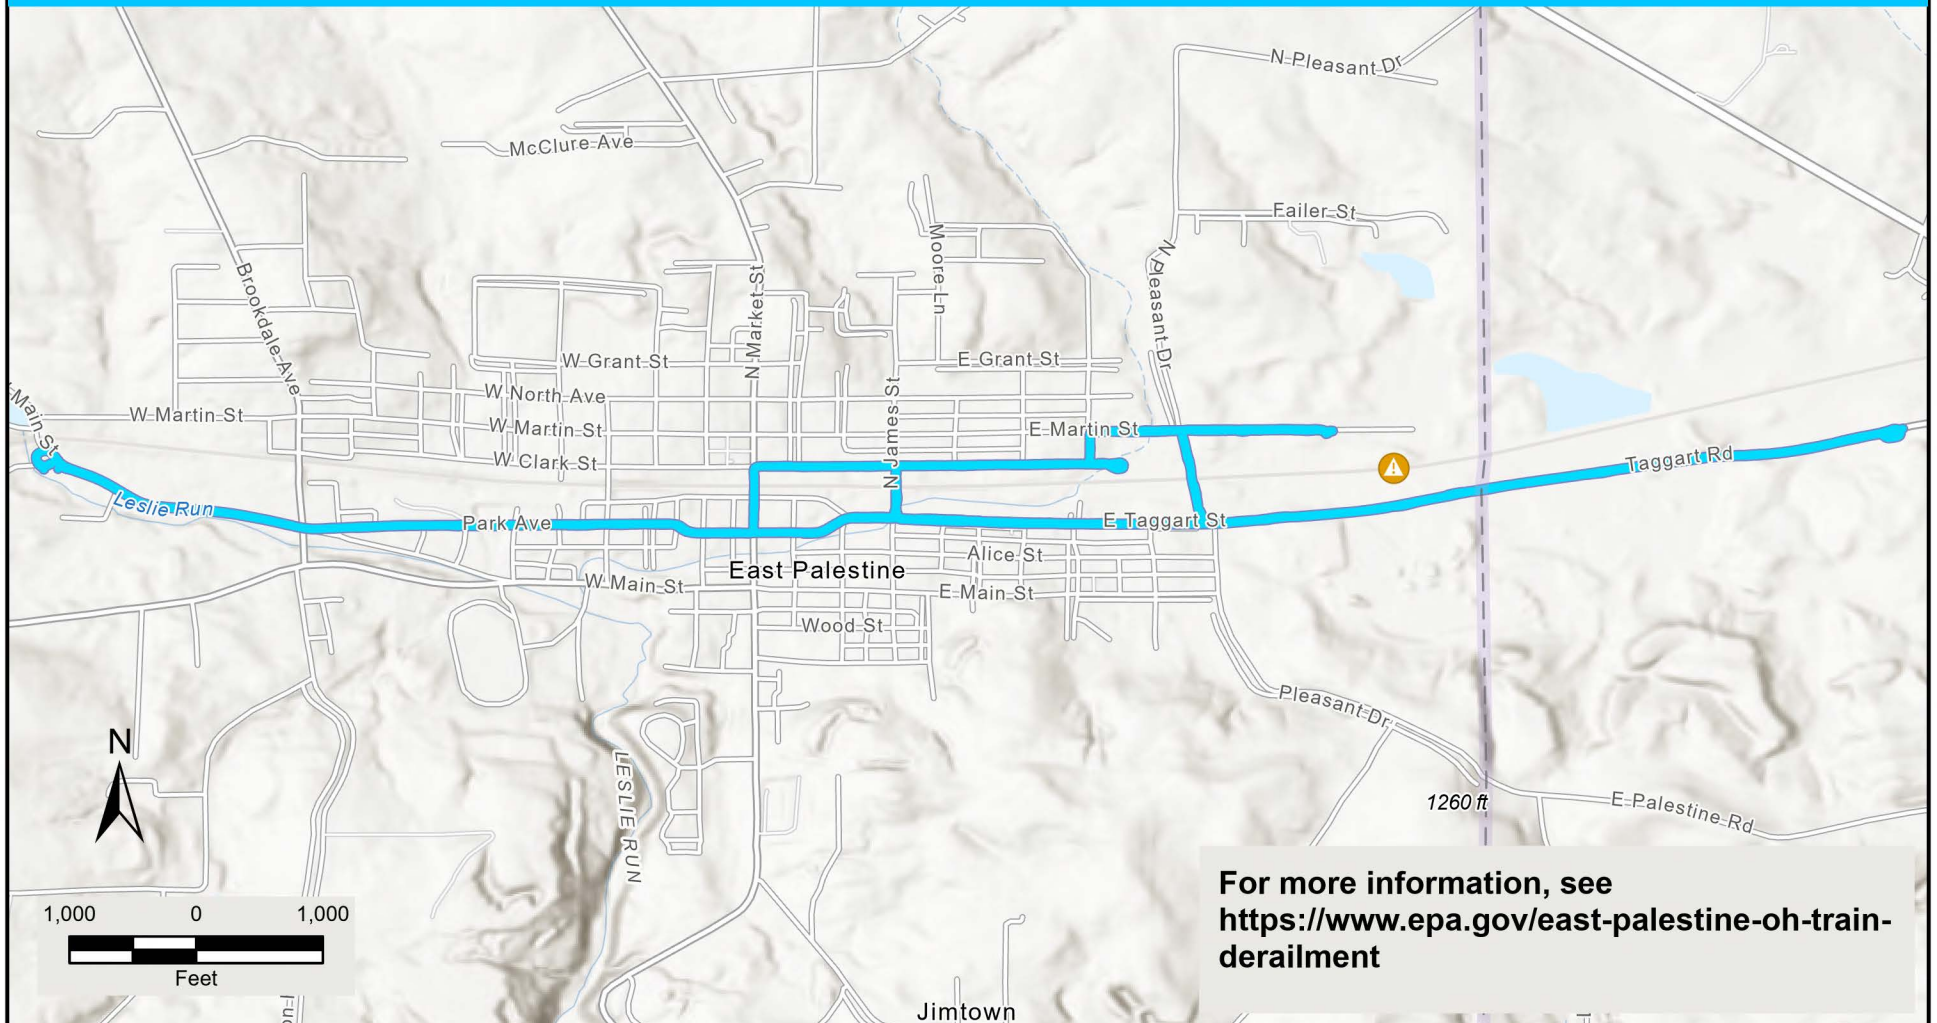 N Pleasant Dr
McClure Ave
Failer St
N Pleasant Dr
Moore Ln
Brookdale Ave
N Market St
W Grant St
E Grant St
W North Ave
N James St
Main St
W Martin St
W Martin St
E Martin St
W Clark St
Taggart Rd
Leslie Run
Park Ave
E Taggart St
Alice St
East Palestine
W Main St
E Main St
Wood St
Pleasant Dr
N
LESLIE RUN
1260 ft
E Palestine Rd
For more information, see
https://www.epa.gov/east-palestine-oh-train-
derailment
1,000 0 1,000
Feet
Jimtown